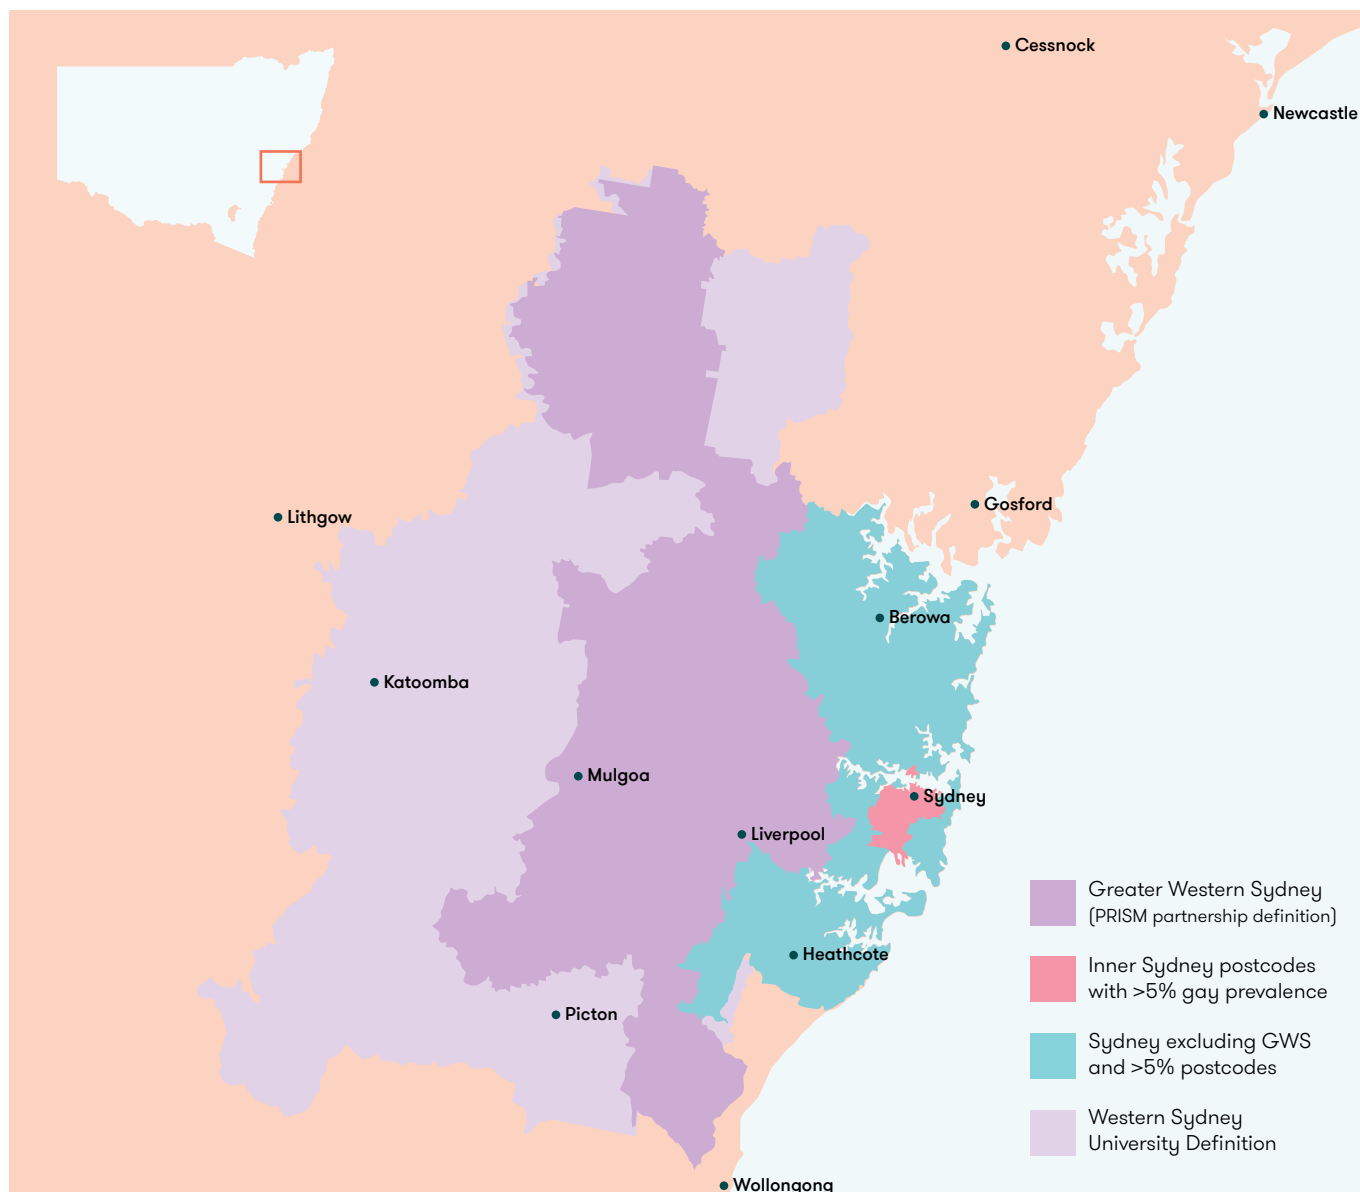 Cessnock
Newcastle
Gosford
Lithgow
Berowa
Katoomba
Mulgoa
Sydney
Liverpool
Heathcote
Picton
Wollongong
Greater Western Sydney
(PRISM partnership definition)
Inner Sydney postcodes
with >5% gay prevalence
Sydney excluding GWS
and >5% postcodes
Western Sydney
University Definition